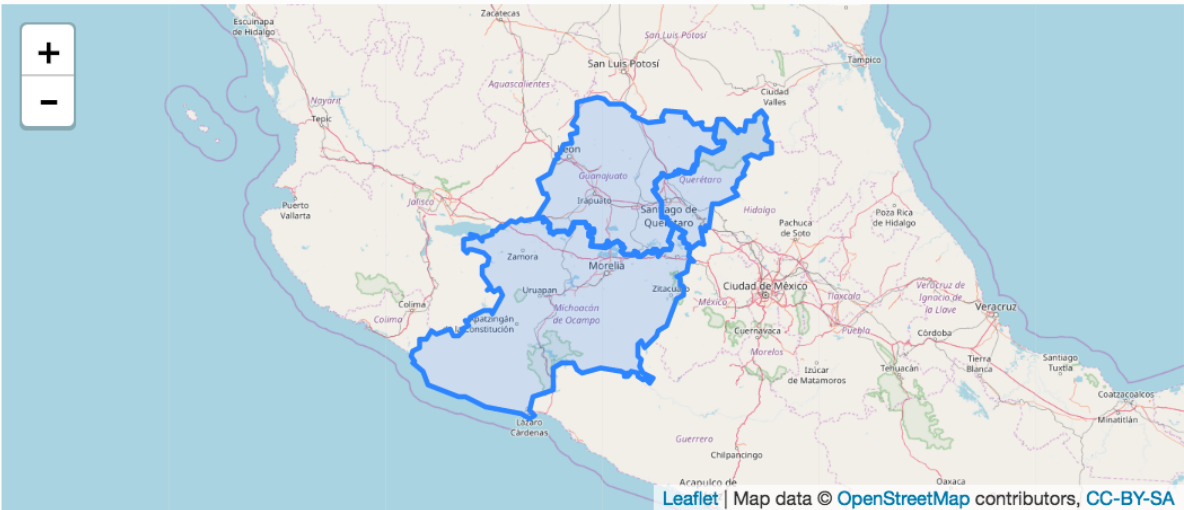 +
−
Escuinapa
de Hidalgo
Zacatecas
San Luis Potosí
San Luis Potosí
Tampico
Aguascalientes
Ciudad
Valles
Nayarit
Tepic
León
Guanajuato
Querétaro
Puerto
Vallarta
Jalisco
Irapuato
Santiago de
Querétaro
Hidalgo
Pachuca
de Soto
Poza Rica
de Hidalgo
Zamora
Morelia
Colima
Colima
Uruapan
Zitácuaro
Michoacán
de Ocampo
Ciudad de México
México
Tlaxcala
Veracruz de
Ignacio de
la Llave
Veracruz
patzingán
Constitución
Cuernavaca
Morelos
Puebla
Córdoba
Izúcar
de Matamoros
Tehuacán
Tierra
Blanca
Santiago
Tuxtla
Coatzacoalcos
Minatitlán
Lázaro
Cárdenas
Guerrero
Chilpancingo
Acapulco de
Oaxaca
Leaflet | Map data © OpenStreetMap contributors, CC-BY-SA